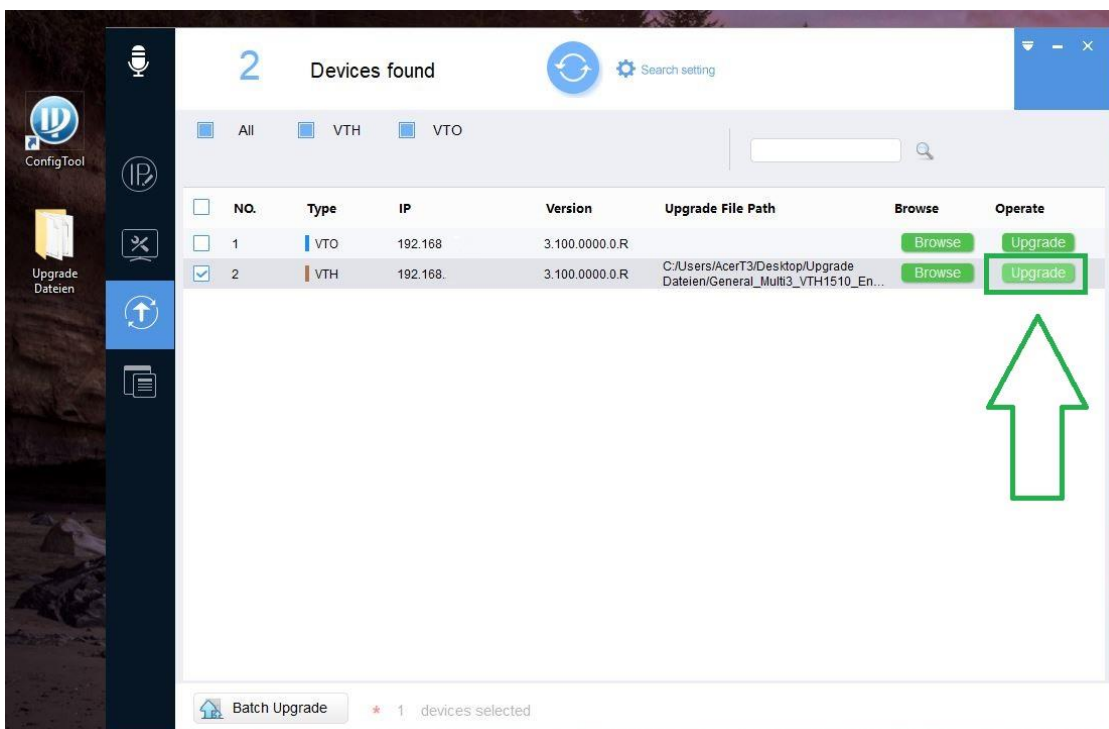 2 Devices found
Search setting
ConfigTool
All VTH VTO
IP
NO. Type IP Version Upgrade File Path Browse Operate
1 VTO 192.168 3.100.0000.0.R Browse Upgrade
2 VTH 192.168. 3.100.0000.0.R C:/Users/AcerT3/Desktop/Upgrade Browse Upgrade
Dateien/General_Multi3_VTH1510_En...
Upgrade
Dateien
Batch Upgrade * 1 devices selected